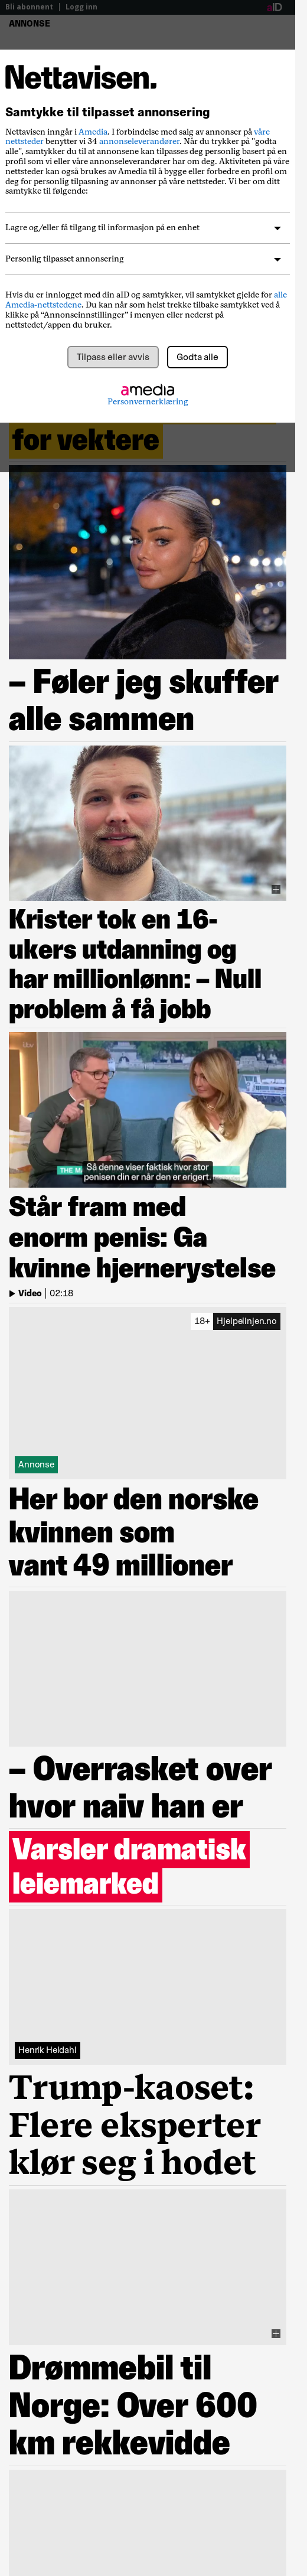 Bli abonnent | Logg inn
aID
ANNONSE
Nettavisen.
Samtykke til tilpasset annonsering
Nettavisen inngår i Amedia. I forbindelse med salg av annonser på våre
nettsteder benytter vi 34 annonseleverandører. Når du trykker på "godta
alle", samtykker du til at annonsene kan tilpasses deg personlig basert på en
profil som vi eller våre annonseleverandører har om deg. Aktiviteten på våre
nettsteder kan også brukes av Amedia til å bygge eller forbedre en profil om
deg for personlig tilpasning av annonser på våre nettsteder. Vi ber om ditt
samtykke til følgende:
Lagre og/eller få tilgang til informasjon på en enhet
Personlig tilpasset annonsering
Hvis du er innlogget med din aID og samtykker, vil samtykket gjelde for alle
Amedia-nettstedene. Du kan når som helst trekke tilbake samtykket ved å
klikke på “Annonseinnstillinger” i menyen eller nederst på
nettstedet/appen du bruker.
Tilpass eller avvis
Godta alle
amedia
Personvernerklæring
for vektere
– Føler jeg skuffer
alle sammen
Krister tok en 16-
ukers utdanning og
har millionlønn: – Null
problem å få jobb
itv
THE MA
Så denne viser faktisk hvor stor
penisen din er når den er erigert.
Står fram med
enorm penis: Ga
kvinne hjernerystelse
Video | 02:18
18+ Hjelpelinjen.no
Annonse
Her bor den norske
kvinnen som
vant 49 millioner
– Overrasket over
hvor naiv han er
Varsler dramatisk
leiemarked
Henrik Heldahl
Trump-kaoset:
Flere eksperter
klør seg i hodet
Drømmebil til
Norge: Over 600
km rekkevidde